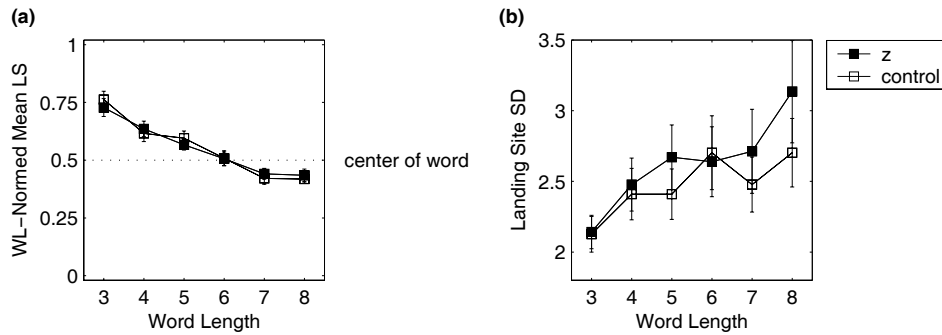 (a)
WL−Normed Mean LS
1
0.75
0.5
0.25
0
3 4 5 6 7 8
Word Length
center of word
(b)
Landing Site SD
3.5
3
2.5
2
3 4 5 6 7 8
Word Length
z
control